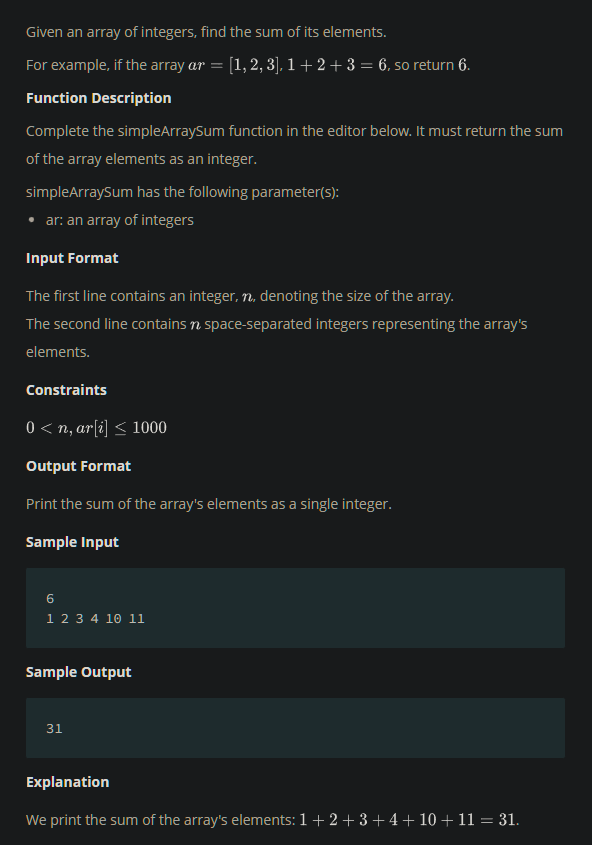 Given an array of integers, find the sum of its elements.
For example, if the array ar = [1, 2, 3], 1 + 2 + 3 = 6, so return 6.
Function Description
Complete the simpleArraySum function in the editor below. It must return the sum
of the array elements as an integer.
simpleArraySum has the following parameter(s):
• ar: an array of integers
Input Format
The first line contains an integer, n, denoting the size of the array.
The second line contains n space-separated integers representing the array's
elements.
Constraints
0 < n, ar[i] ≤ 1000
Output Format
Print the sum of the array's elements as a single integer.
Sample Input
6
1 2 3 4 10 11
Sample Output
31
Explanation
We print the sum of the array's elements: 1 + 2 + 3 + 4 + 10 + 11 = 31.